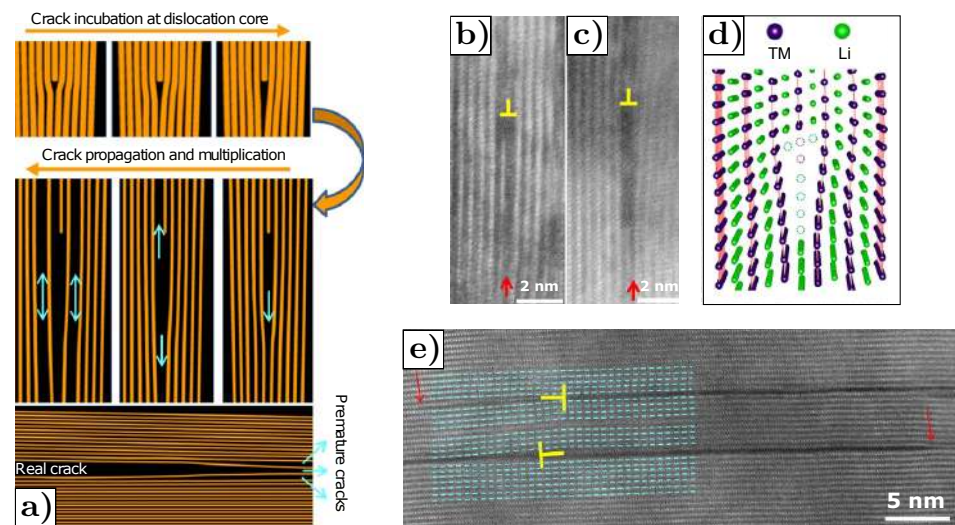 Crack incubation at dislocation core
Crack propagation and multiplication
Premature cracks
Real crack
a)
b)
2 nm
c)
2 nm
d)
TM
Li
e)
5 nm